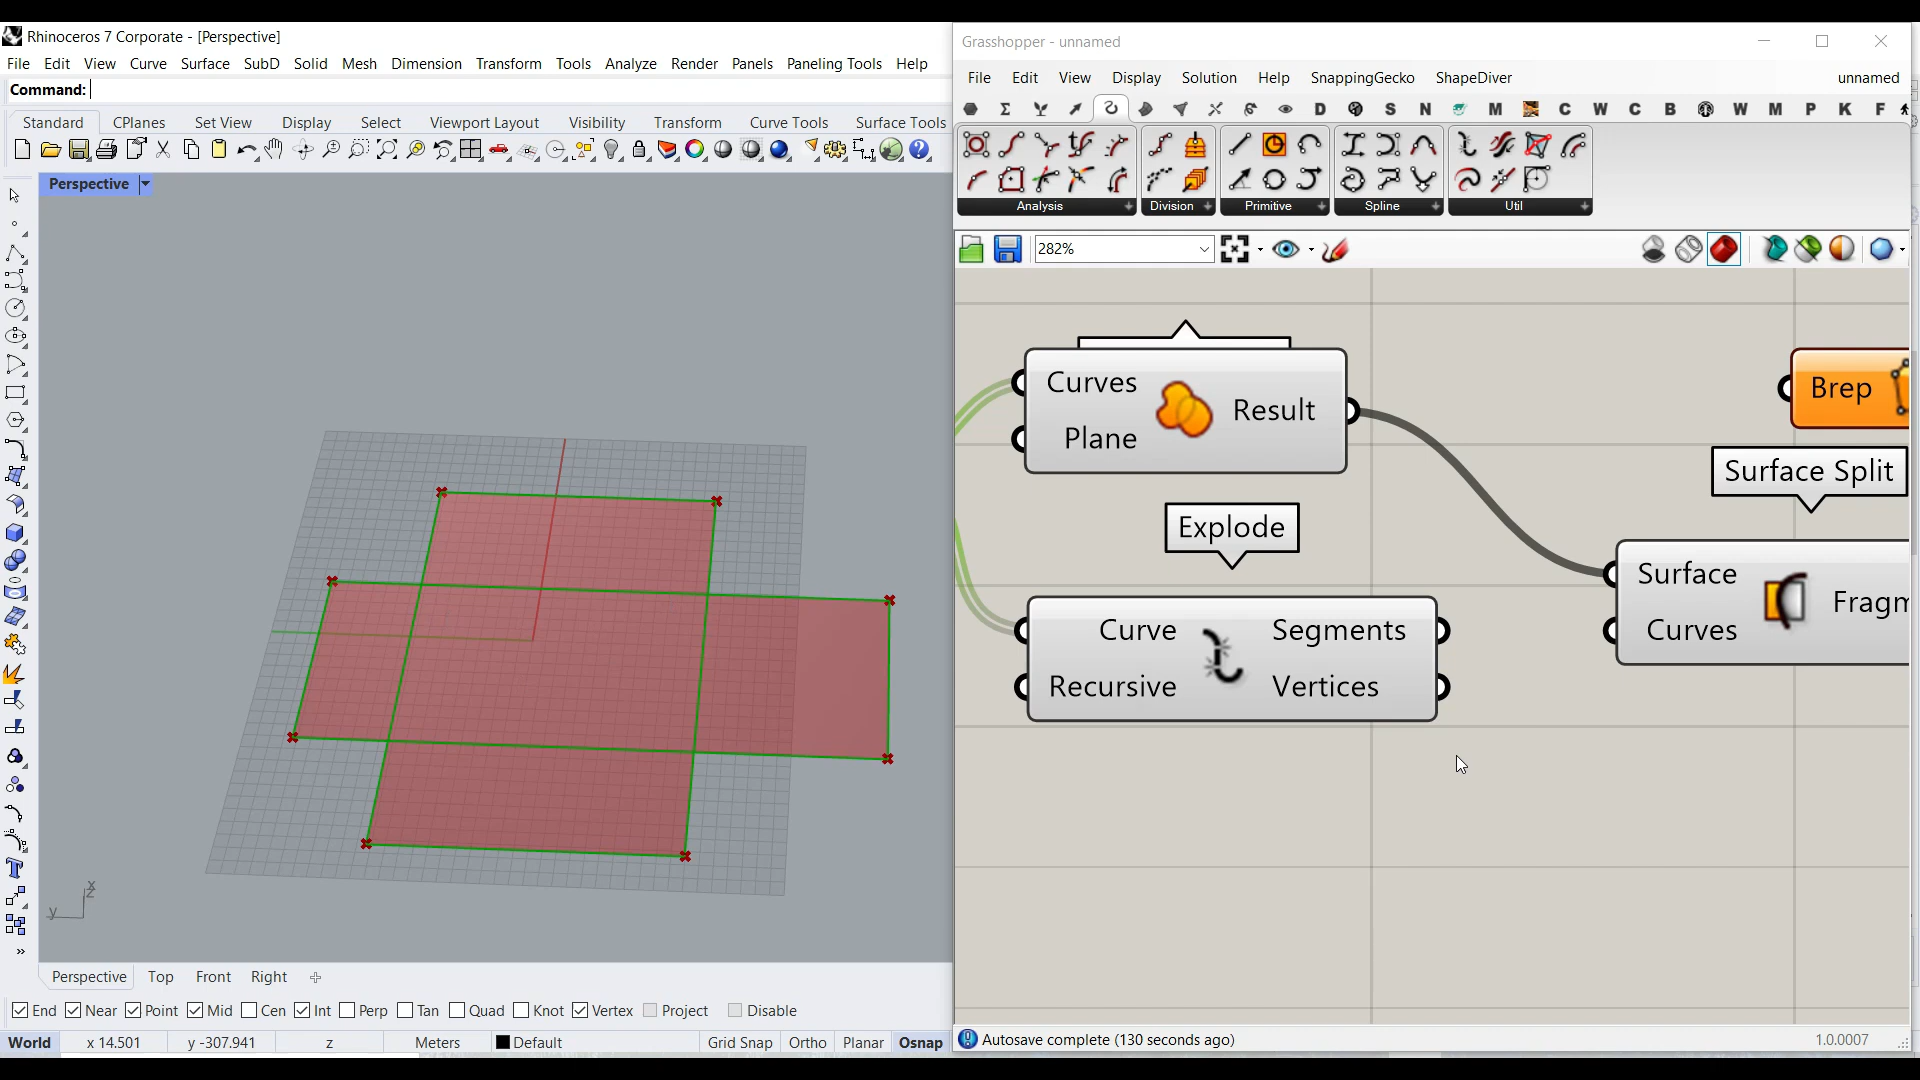 Rhinoceros 7 Corporate - [Perspective]
File Edit View Curve Surface SubD Solid Mesh Dimension Transform Tools Analyze Render Panels Paneling Tools Help
Command:
Standard CPlanes Set View Display Select Viewport Layout Visibility Transform Curve Tools Surface Tools
Perspective
y z x
Perspective Top Front Right
End Near Point Mid Cen Int Perp Tan Quad Knot Vertex Project Disable
World x 14.501 y -307.941 z Meters Default Grid Snap Ortho Planar Osnap
Grasshopper - unnamed
File Edit View Display Solution Help SnappingGecko ShapeDiver unnamed
D S N M C W C B W M P K F
Analysis Division Primitive Spline Util
282%
Curves
Plane
Result
Brep
Surface Split
Explode
Surface
Curves
Fragm
Curve
Recursive
Segments
Vertices
Autosave complete (130 seconds ago) 1.0.0007